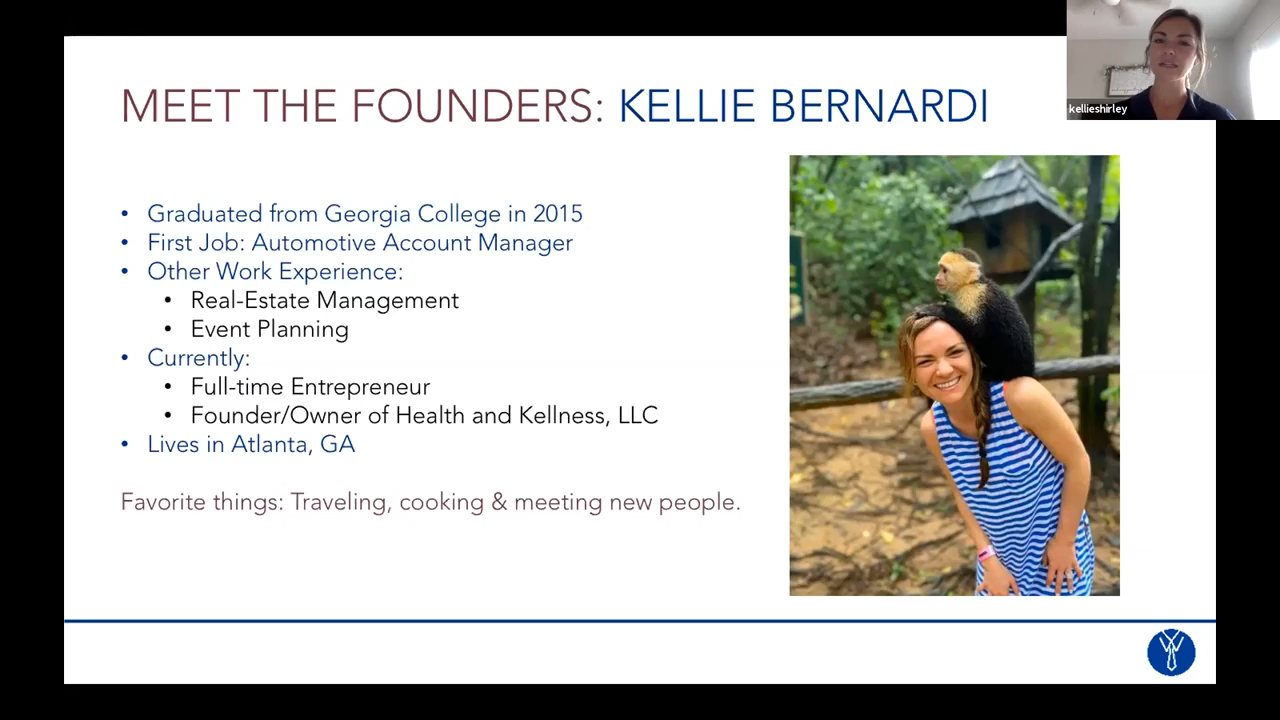 MEET THE FOUNDERS: KELLIE BERNARDI
kellieshirley
• Graduated from Georgia College in 2015
• First Job: Automotive Account Manager
• Other Work Experience:
• Real-Estate Management
• Event Planning
• Currently:
• Full-time Entrepreneur
• Founder/Owner of Health and Kellness, LLC
• Lives in Atlanta, GA
Favorite things: Traveling, cooking & meeting new people.